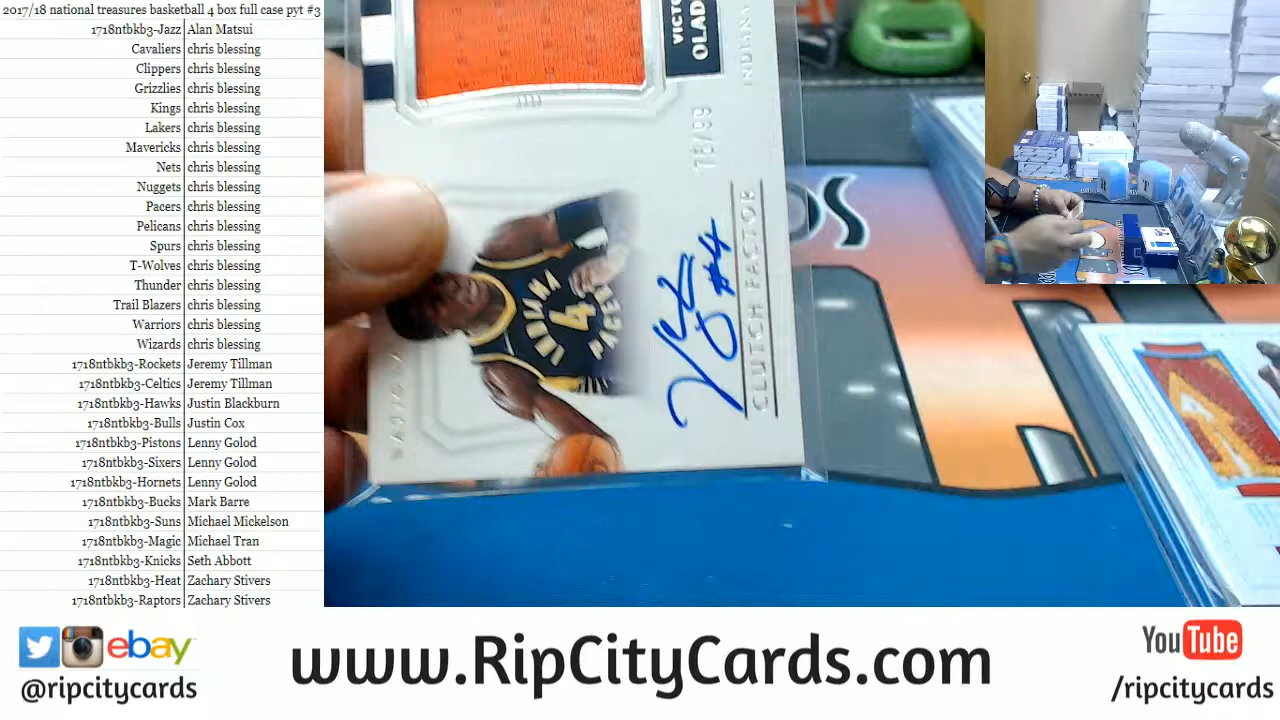 2017/18 national treasures basketball 4 box full case pyt #3
1718ntbkb3-Jazz Alan Matsui
Cavaliers chris blessing
Clippers chris blessing
Grizzlies chris blessing
Kings chris blessing
Lakers chris blessing
Mavericks chris blessing
Nets chris blessing
Nuggets chris blessing
Pacers chris blessing
Pelicans chris blessing
Spurs chris blessing
T-Wolves chris blessing
Thunder chris blessing
Trail Blazers chris blessing
Warriors chris blessing
Wizards chris blessing
1718ntbkb3-Rockets Jeremy Tillman
1718ntbkb3-Celtics Jeremy Tillman
1718ntbkb3-Hawks Justin Blackburn
1718ntbkb3-Bulls Justin Cox
1718ntbkb3-Pistons Lenny Golod
1718ntbkb3-Sixers Lenny Golod
1718ntbkb3-Hornets Lenny Golod
1718ntbkb3-Bucks Mark Barre
1718ntbkb3-Suns Michael Mickelson
1718ntbkb3-Magic Michael Tran
1718ntbkb3-Knicks Seth Abbott
1718ntbkb3-Heat Zachary Stivers
1718ntbkb3-Raptors Zachary Stivers
VICTO
OLAD
INDIANA
INDIANA
4
PACERS
#4
CLUTCH FACTOR
ebay
@ripcitycards
www.RipCityCards.com
YouTube
/ripcitycards